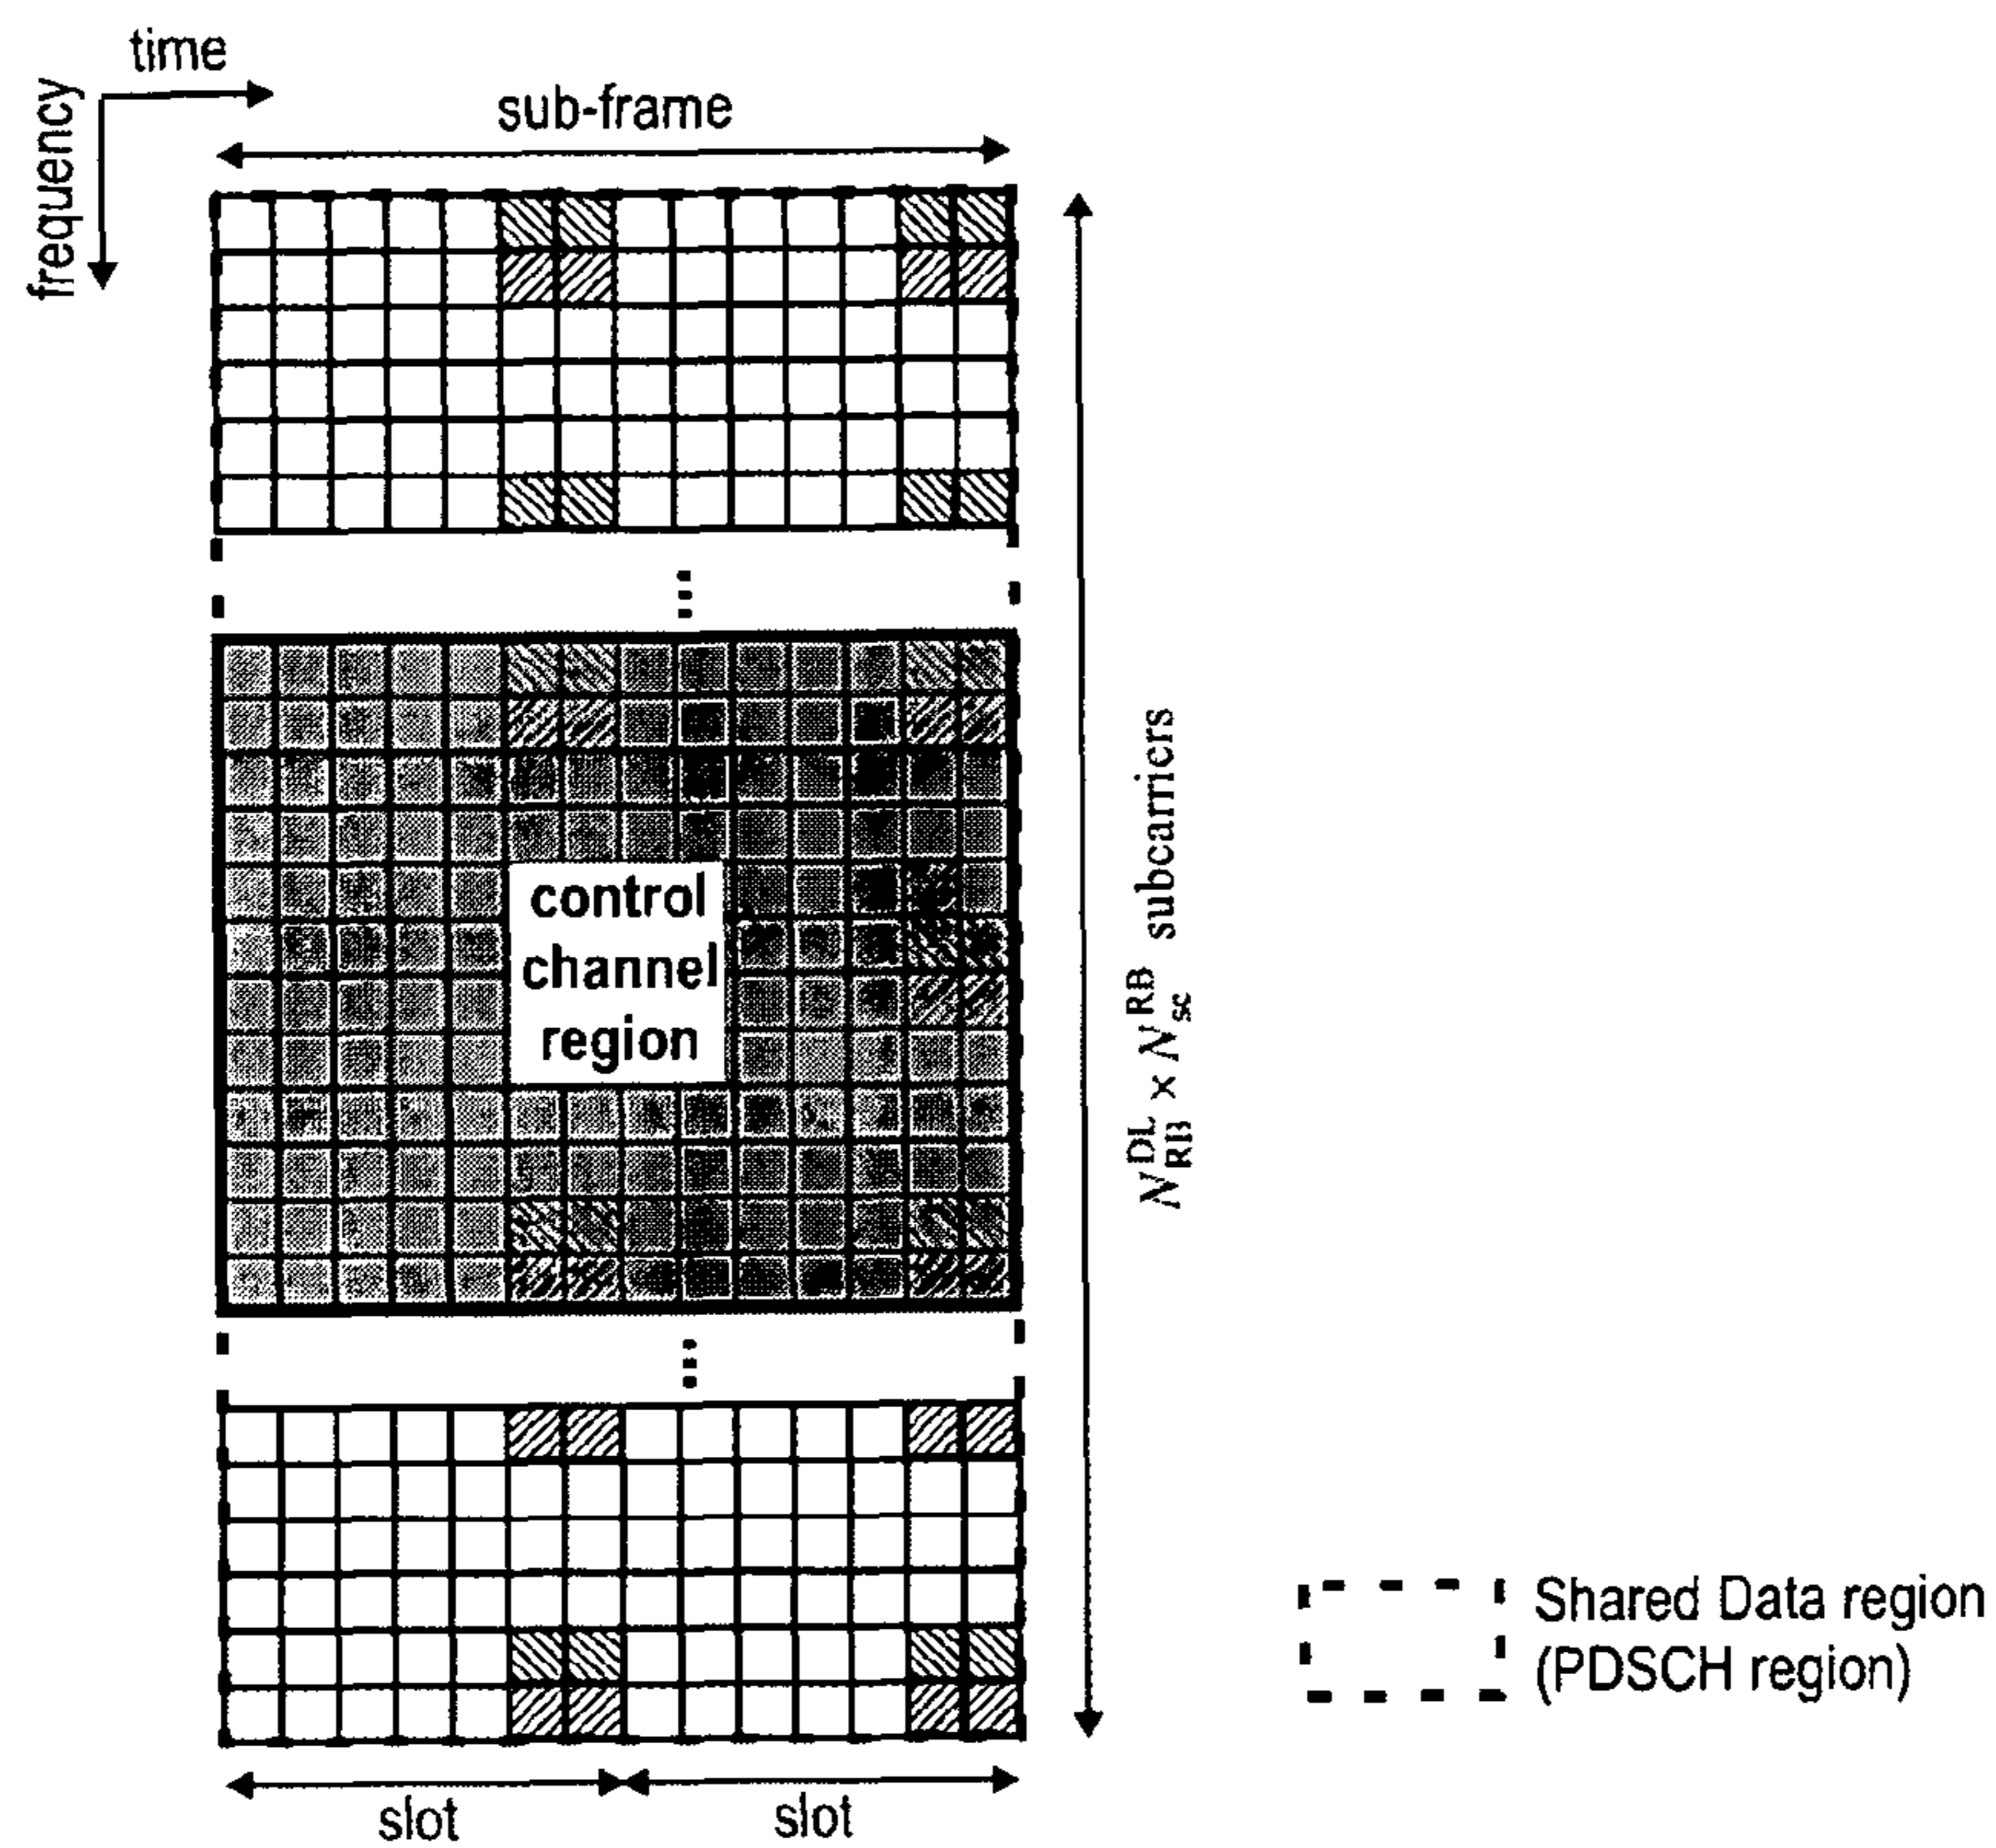 time
frequency
sub-frame
control
channel
region
N_RB^DL × N_sc^RB subcarriers
Shared Data region
(PDSCH region)
slot
slot